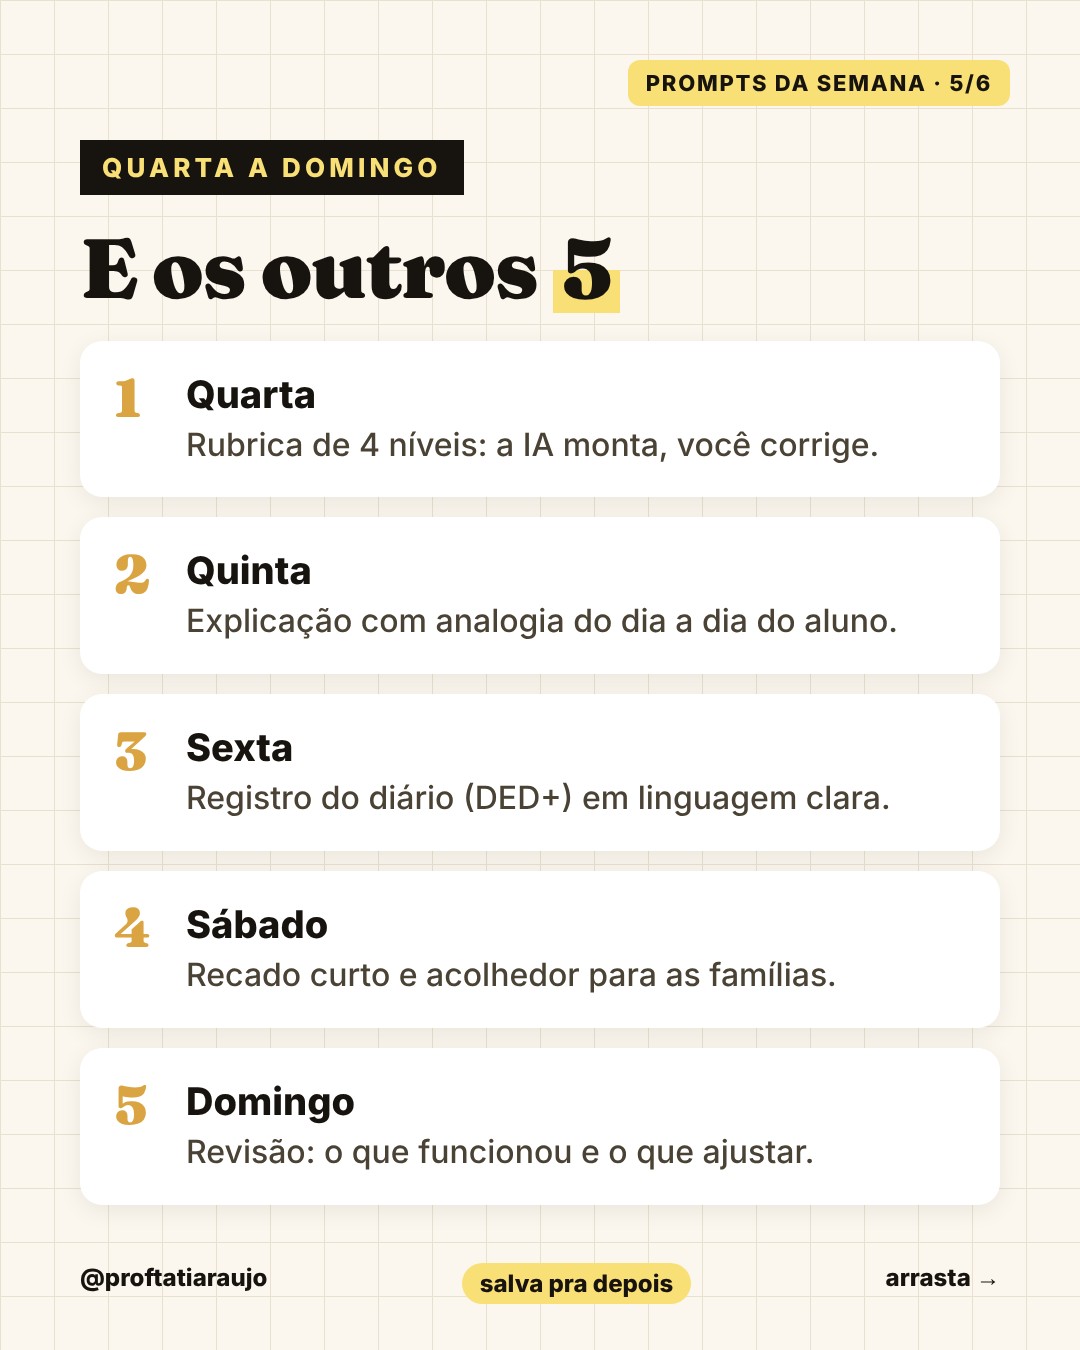 PROMPTS DA SEMANA · 5/6
QUARTA A DOMINGO
E os outros 5
1 Quarta
Rubrica de 4 níveis: a IA monta, você corrige.
2 Quinta
Explicação com analogia do dia a dia do aluno.
3 Sexta
Registro do diário (DED+) em linguagem clara.
4 Sábado
Recado curto e acolhedor para as famílias.
5 Domingo
Revisão: o que funcionou e o que ajustar.
@proftatiaraujo
salva pra depois
arrasta →